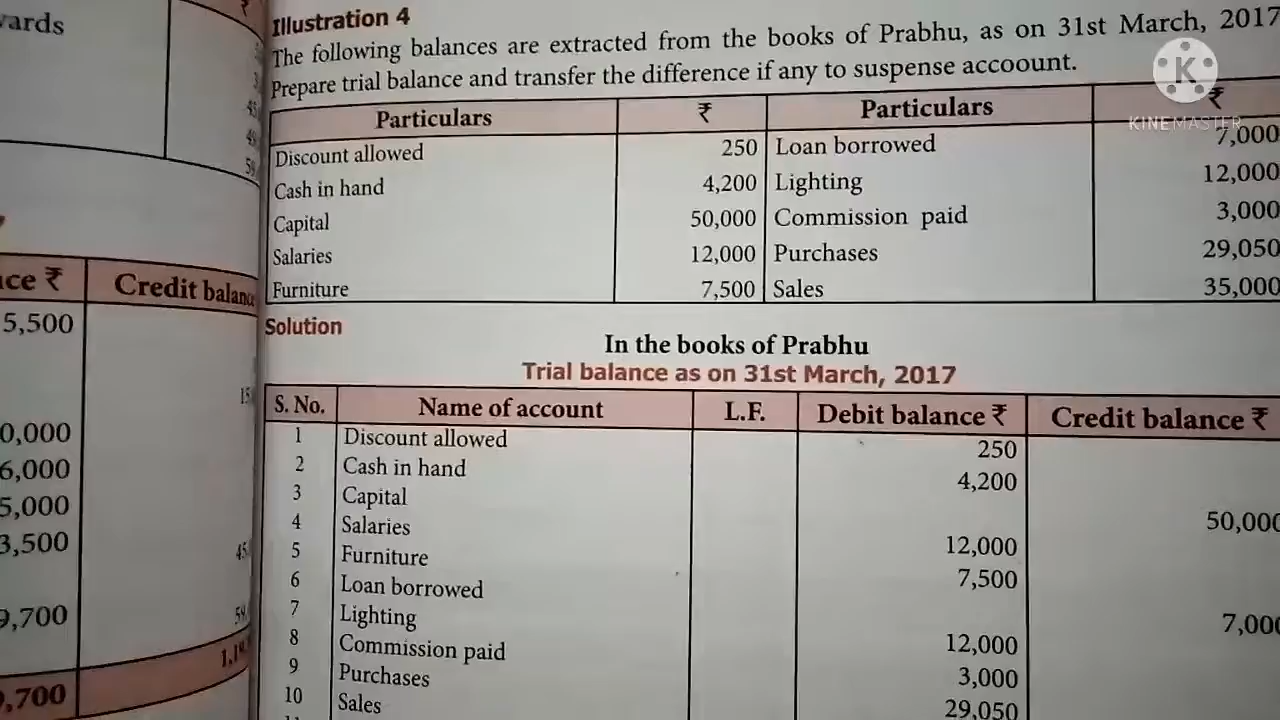 wards
₹
Illustration 4
The following balances are extracted from the books of Prabhu, as on 31st March, 2017
Prepare trial balance and transfer the difference if any to suspense accoount.
Particulars ₹ Particulars ₹
KINEMASTER
Discount allowed 250 Loan borrowed 7,000
Cash in hand 4,200 Lighting 12,000
Capital 50,000 Commission paid 3,000
Salaries 12,000 Purchases 29,050
Furniture 7,500 Sales 35,000
Solution
In the books of Prabhu
Trial balance as on 31st March, 2017
S. No. Name of account L.F. Debit balance ₹ Credit balance ₹
1 Discount allowed 250
2 Cash in hand 4,200
3 Capital 50,000
4 Salaries 12,000
5 Furniture 7,500
6 Loan borrowed 7,000
7 Lighting 12,000
8 Commission paid 3,000
9 Purchases 29,050
10 Sales
nce ₹ Credit balance
5,500
0,000
6,000
5,000
3,500
9,700
9,700
K